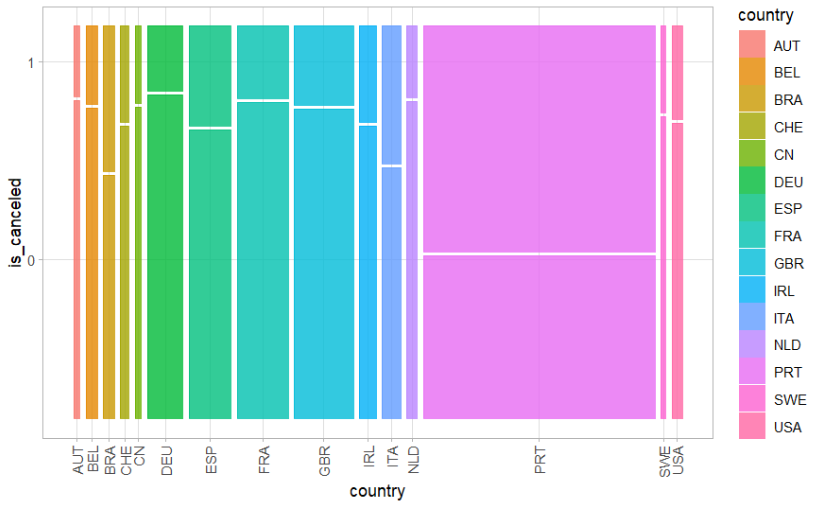 country
AUT
BEL
BRA
CHE
CN
DEU
ESP
FRA
GBR
IRL
ITA
NLD
PRT
SWE
USA
is_canceled
1
0
AUT
BEL
BRA
CHE
CN
DEU
ESP
FRA
GBR
IRL
ITA
NLD
PRT
SWE
USA
country